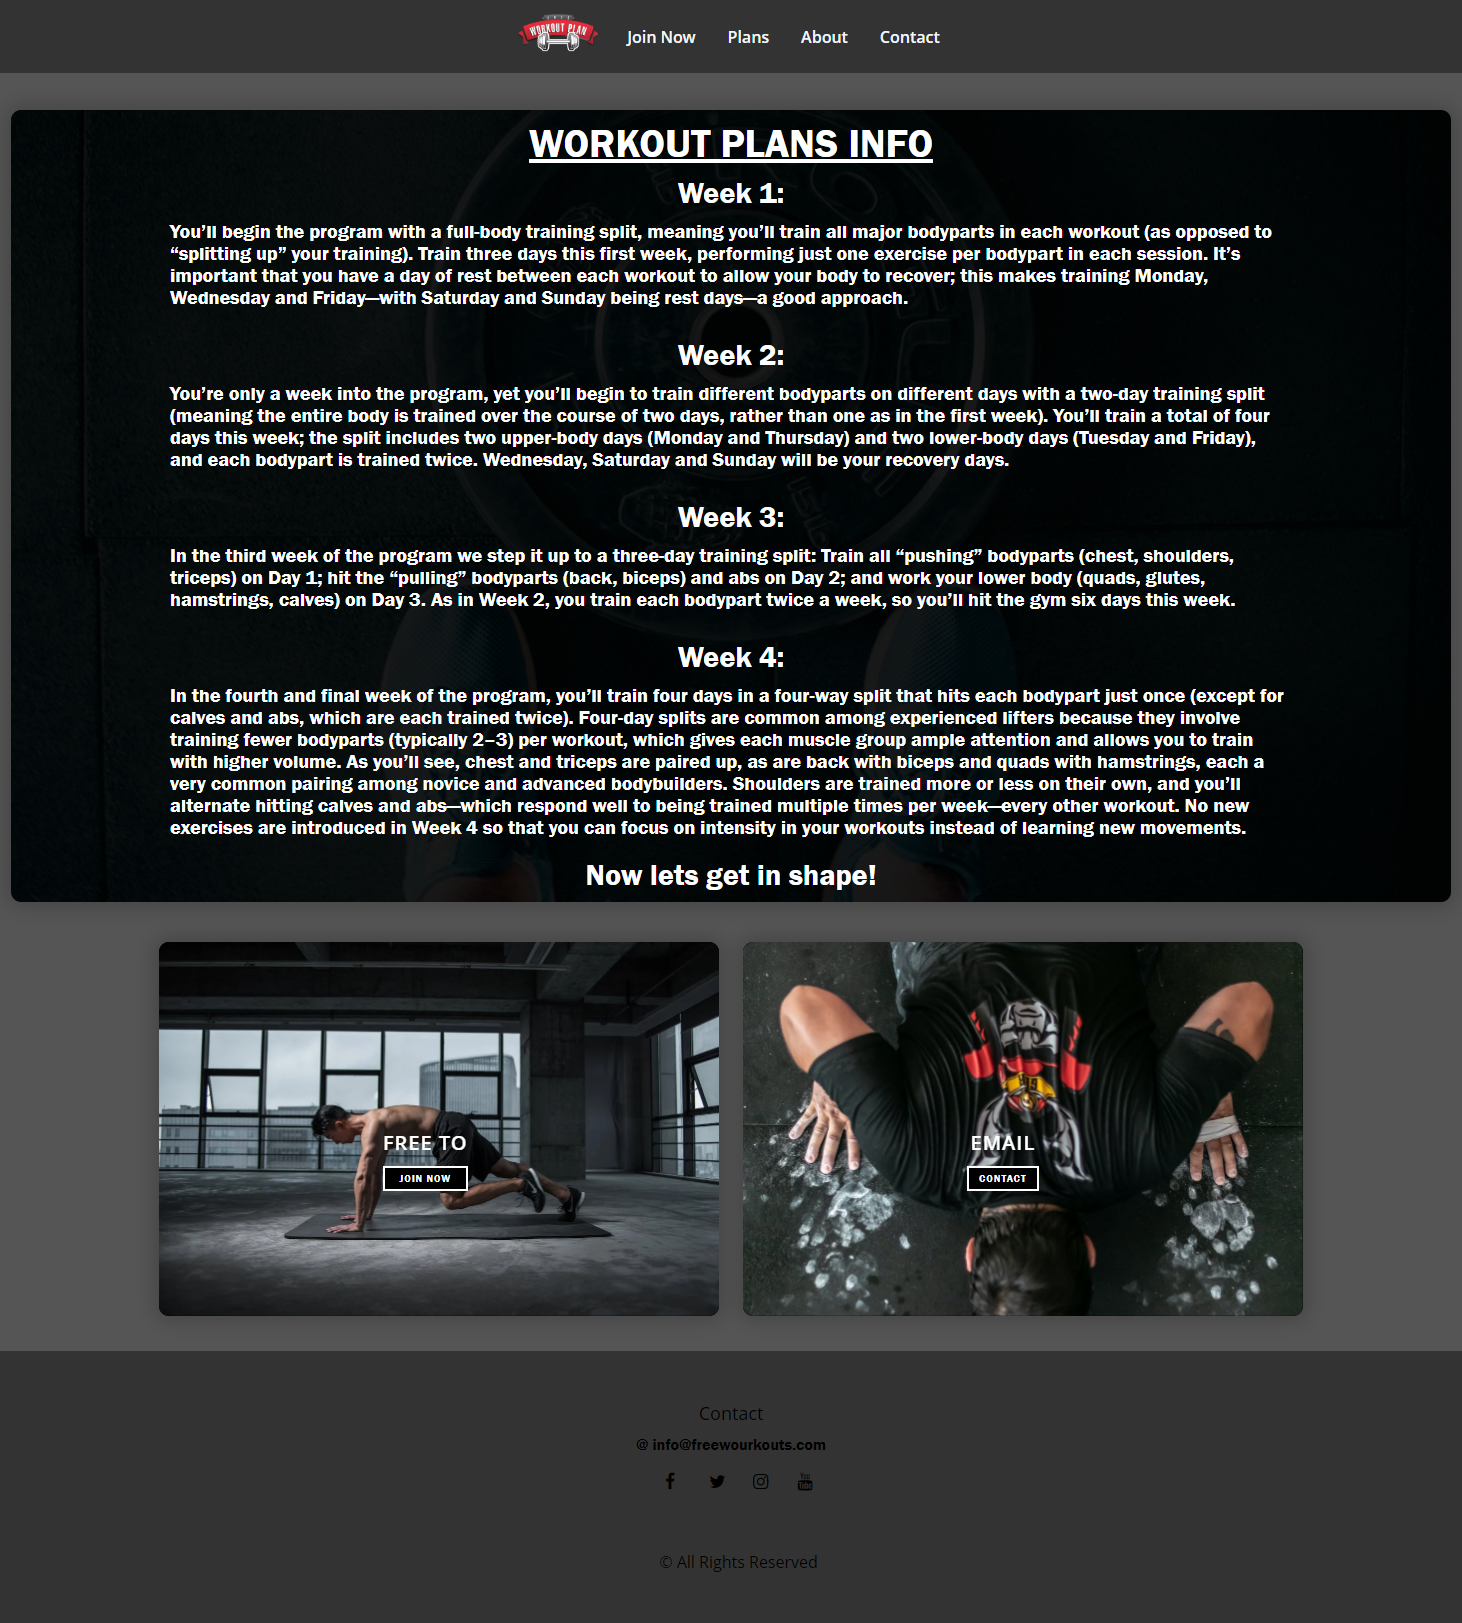 WORKOUT PLAN
Join Now
Plans
About
Contact
WORKOUT PLANS INFO
Week 1:
You’ll begin the program with a full-body training split, meaning you’ll train all major bodyparts in each workout (as opposed to
“splitting up” your training). Train three days this first week, performing just one exercise per bodypart in each session. It’s
important that you have a day of rest between each workout to allow your body to recover; this makes training Monday,
Wednesday and Friday—with Saturday and Sunday being rest days—a good approach.
Week 2:
You’re only a week into the program, yet you’ll begin to train different bodyparts on different days with a two-day training split
(meaning the entire body is trained over the course of two days, rather than one as in the first week). You’ll train a total of four
days this week; the split includes two upper-body days (Monday and Thursday) and two lower-body days (Tuesday and Friday),
and each bodypart is trained twice. Wednesday, Saturday and Sunday will be your recovery days.
Week 3:
In the third week of the program we step it up to a three-day training split: Train all “pushing” bodyparts (chest, shoulders,
triceps) on Day 1; hit the “pulling” bodyparts (back, biceps) and abs on Day 2; and work your lower body (quads, glutes,
hamstrings, calves) on Day 3. As in Week 2, you train each bodypart twice a week, so you’ll hit the gym six days this week.
Week 4:
In the fourth and final week of the program, you’ll train four days in a four-way split that hits each bodypart just once (except for
calves and abs, which are each trained twice). Four-day splits are common among experienced lifters because they involve
training fewer bodyparts (typically 2–3) per workout, which gives each muscle group ample attention and allows you to train
with higher volume. As you’ll see, chest and triceps are paired up, as are back with biceps and quads with hamstrings, each a
very common pairing among novice and advanced bodybuilders. Shoulders are trained more or less on their own, and you’ll
alternate hitting calves and abs—which respond well to being trained multiple times per week—every other workout. No new
exercises are introduced in Week 4 so that you can focus on intensity in your workouts instead of learning new movements.
Now lets get in shape!
FREE TO
JOIN NOW
EMAIL
CONTACT
Contact
@ info@freewourkouts.com
You Tube
© All Rights Reserved